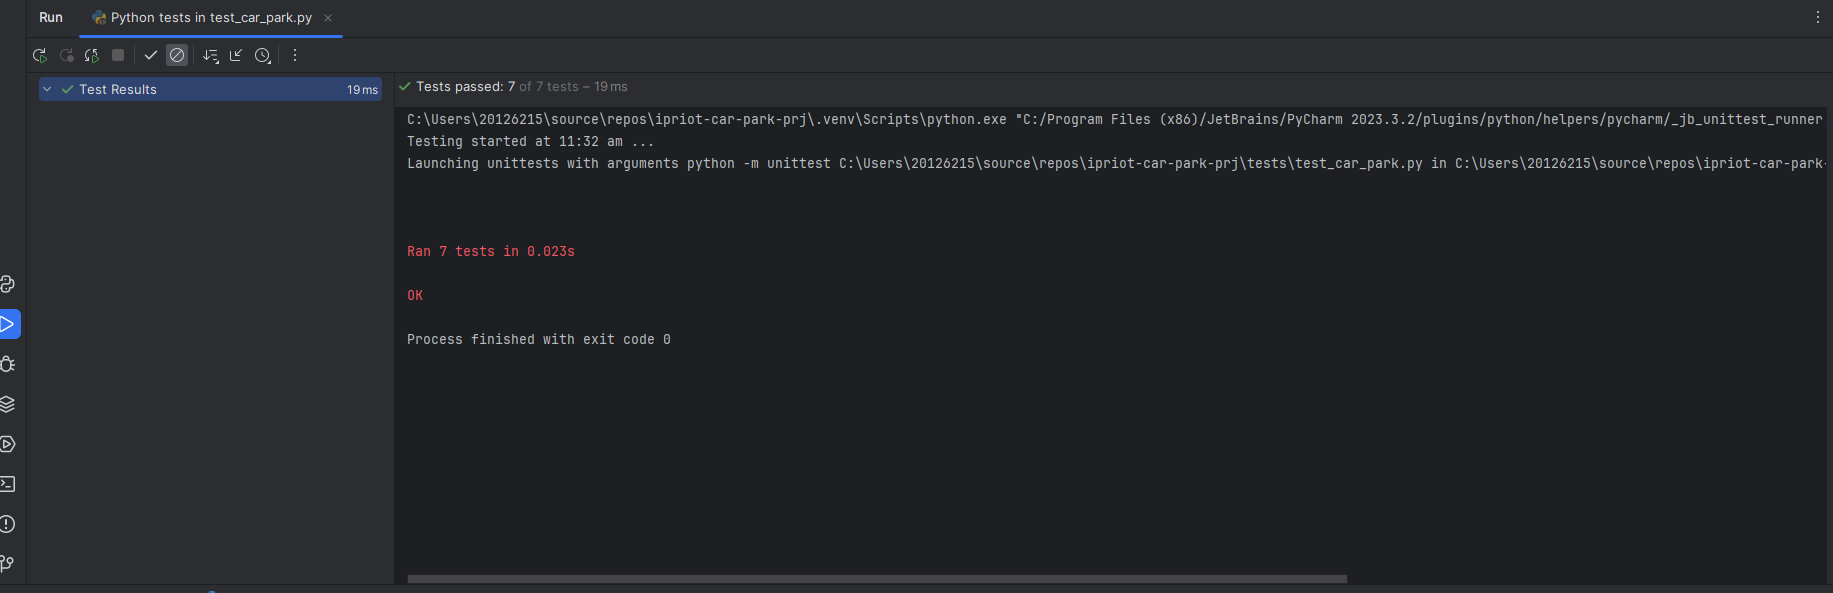 Run Python tests in test_car_park.py
Test Results 19 ms
Tests passed: 7 of 7 tests – 19 ms
C:\Users\20126215\source\repos\ipriot-car-park-prj\.venv\Scripts\python.exe "C:/Program Files (x86)/JetBrains/PyCharm 2023.3.2/plugins/python/helpers/pycharm/_jb_unittest_runner
Testing started at 11:32 am ...
Launching unittests with arguments python -m unittest C:\Users\20126215\source\repos\ipriot-car-park-prj\tests\test_car_park.py in C:\Users\20126215\source\repos\ipriot-car-park-
Ran 7 tests in 0.023s
OK
Process finished with exit code 0